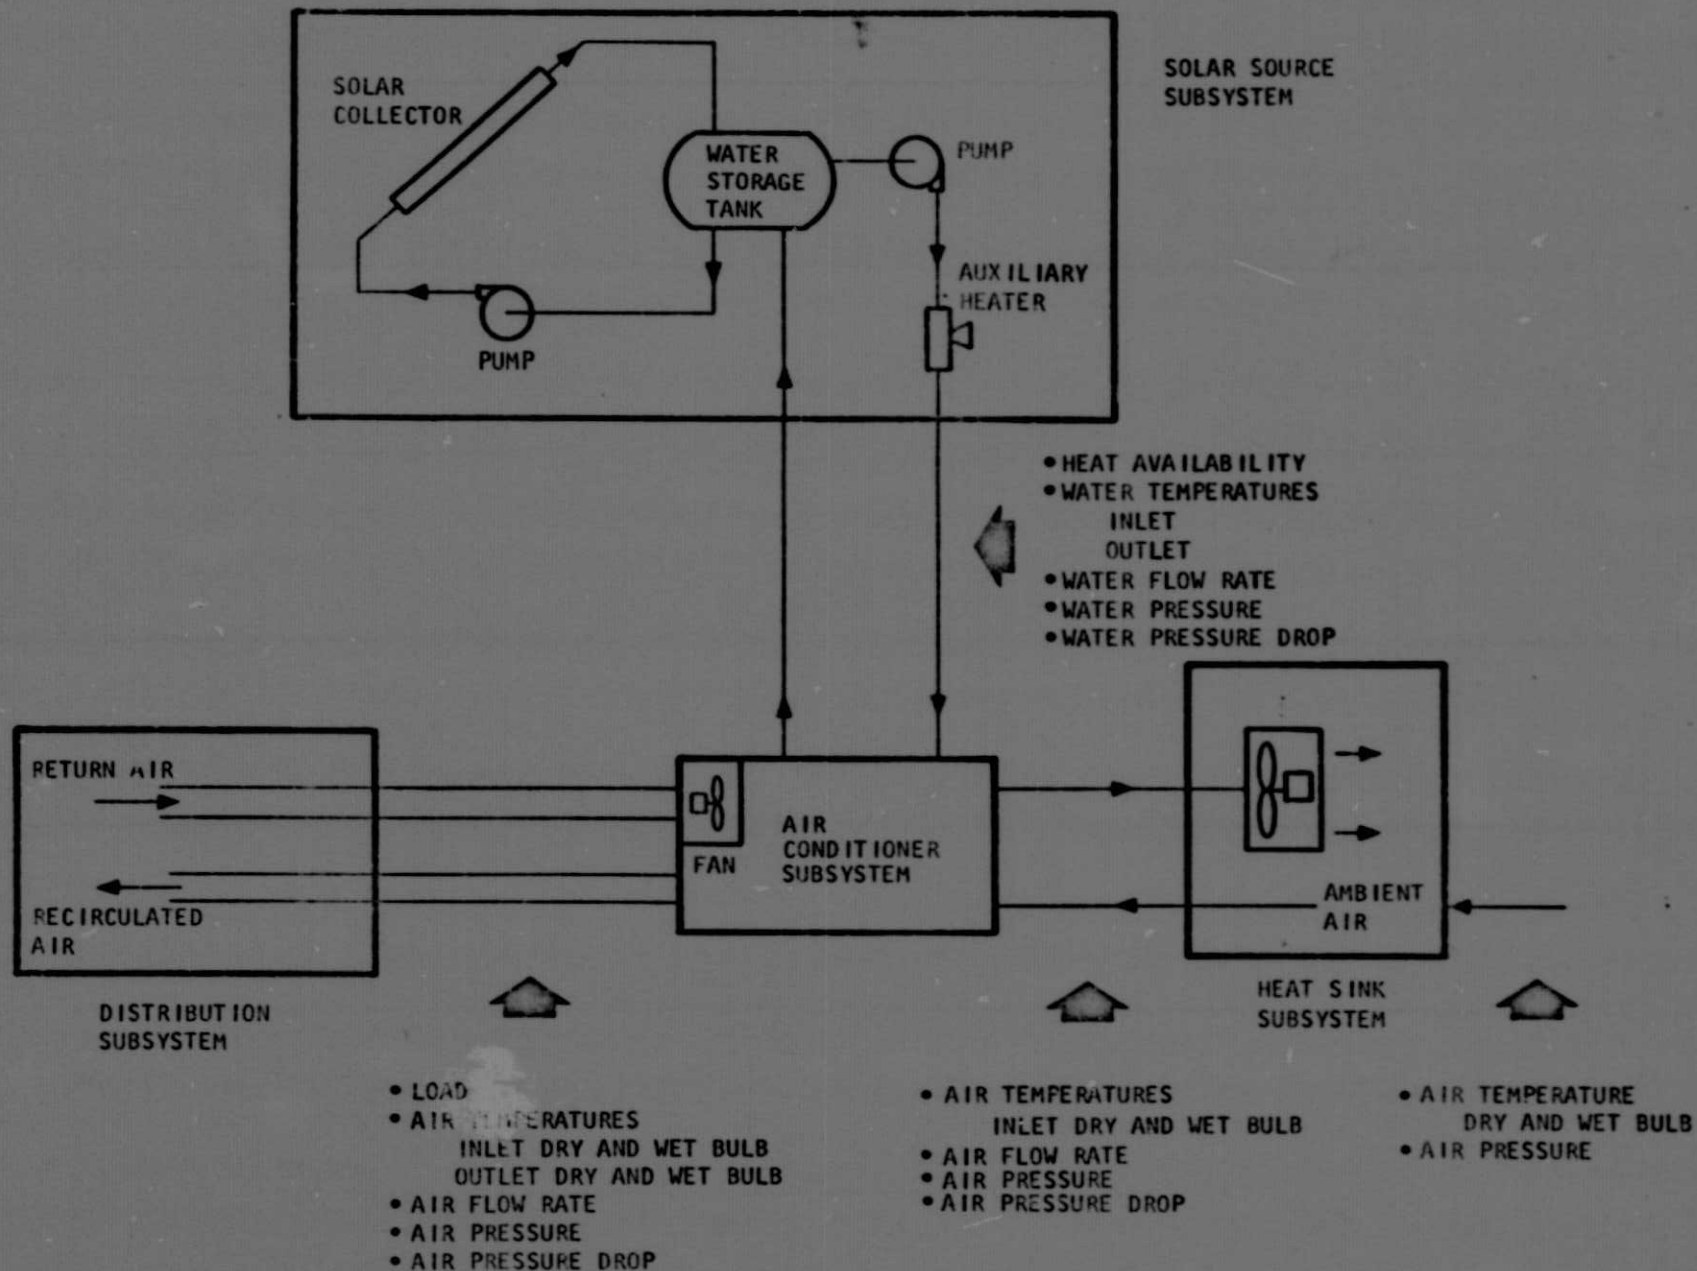 SOLAR
COLLECTOR
SOLAR SOURCE
SUBSYSTEM
WATER
STORAGE
TANK
PUMP
AUXILIARY
HEATER
PUMP
• HEAT AVAILABILITY
• WATER TEMPERATURES
INLET
OUTLET
• WATER FLOW RATE
• WATER PRESSURE
• WATER PRESSURE DROP
RETURN AIR
RECIRCULATED
AIR
FAN
AIR
CONDITIONER
SUBSYSTEM
AMBIENT
AIR
DISTRIBUTION
SUBSYSTEM
HEAT SINK
SUBSYSTEM
• LOAD
• AIR TEMPERATURES
INLET DRY AND WET BULB
OUTLET DRY AND WET BULB
• AIR FLOW RATE
• AIR PRESSURE
• AIR PRESSURE DROP
• AIR TEMPERATURES
INLET DRY AND WET BULB
• AIR FLOW RATE
• AIR PRESSURE
• AIR PRESSURE DROP
• AIR TEMPERATURE
DRY AND WET BULB
• AIR PRESSURE